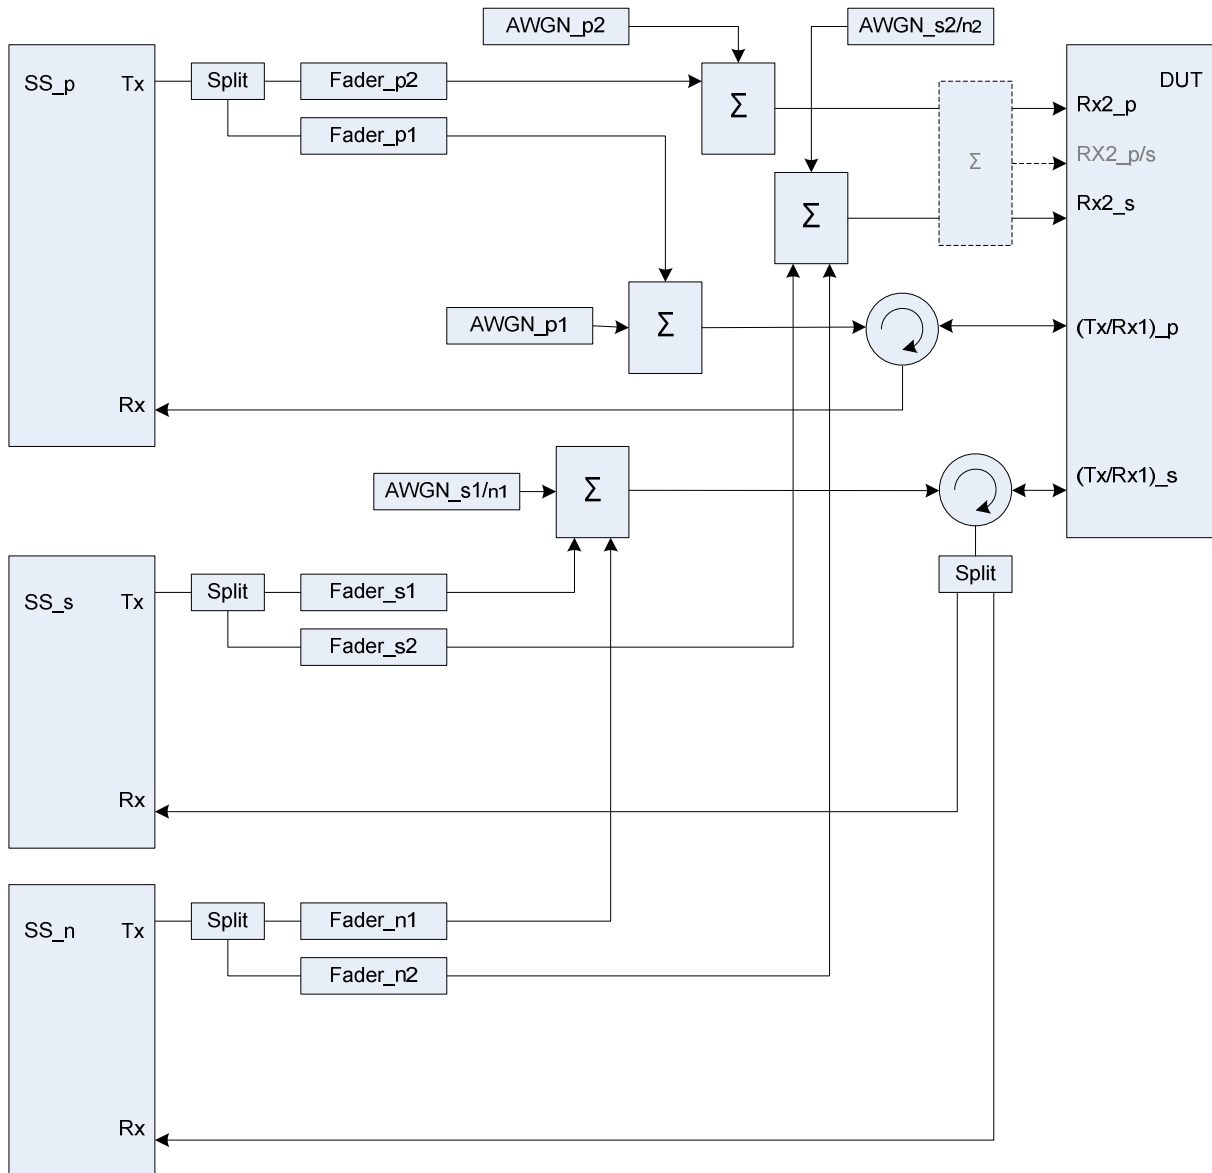 AWGN_p2
AWGN_s2/n2
SS_p
Tx
Split
Fader_p2
Σ
DUT
Rx2_p
Fader_p1
Σ
RX2_p/s
Σ
Rx2_s
AWGN_p1
Σ
(Tx/Rx1)_p
Rx
AWGN_s1/n1
Σ
(Tx/Rx1)_s
SS_s
Tx
Split
Fader_s1
Split
Fader_s2
Rx
SS_n
Tx
Split
Fader_n1
Fader_n2
Rx